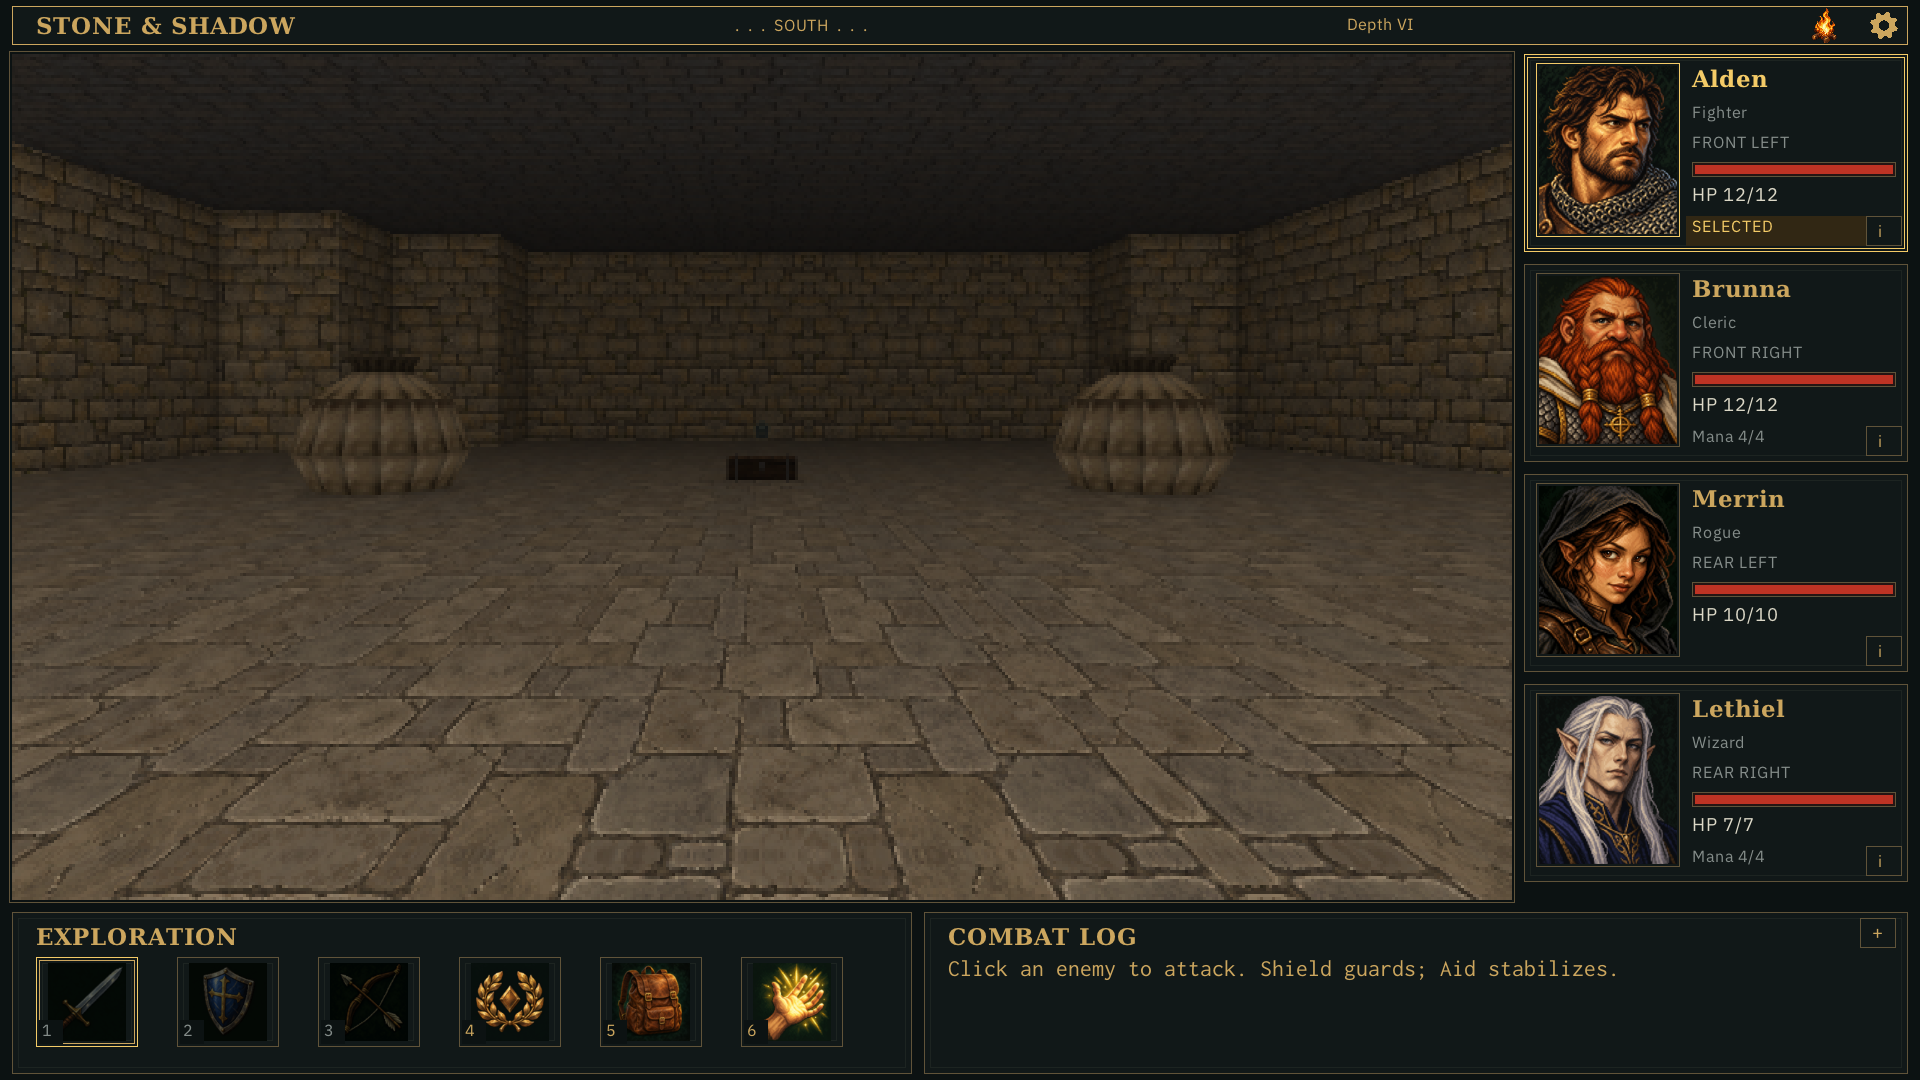 STONE & SHADOW
. . . SOUTH . . .
Depth VI
Alden
Fighter
FRONT LEFT
HP 12/12
SELECTED
i
Brunna
Cleric
FRONT RIGHT
HP 12/12
Mana 4/4
i
Merrin
Rogue
REAR LEFT
HP 10/10
i
Lethiel
Wizard
REAR RIGHT
HP 7/7
Mana 4/4
i
EXPLORATION
1
2
3
4
5
6
COMBAT LOG
+
Click an enemy to attack. Shield guards; Aid stabilizes.